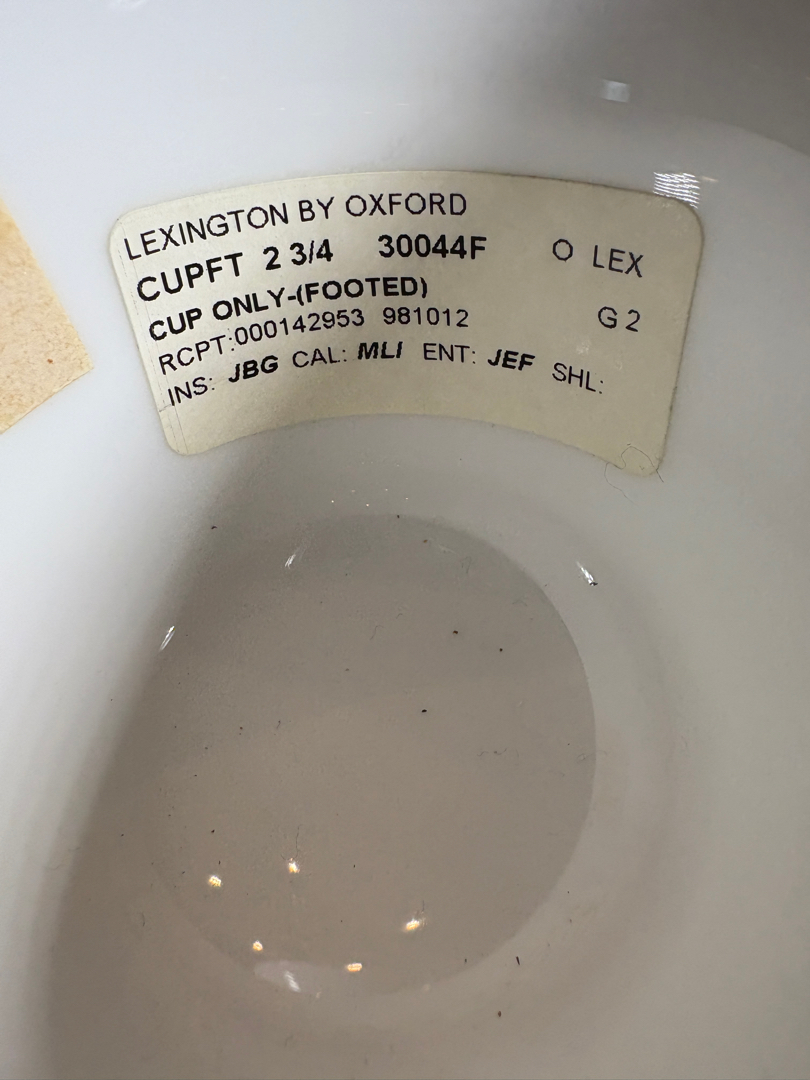 LEXINGTON BY OXFORD
CUPFT 2 3/4 30044F O LEX
CUP ONLY-(FOOTED) G 2
RCPT:000142953 981012
INS: JBG CAL: MLI ENT: JEF SHL: